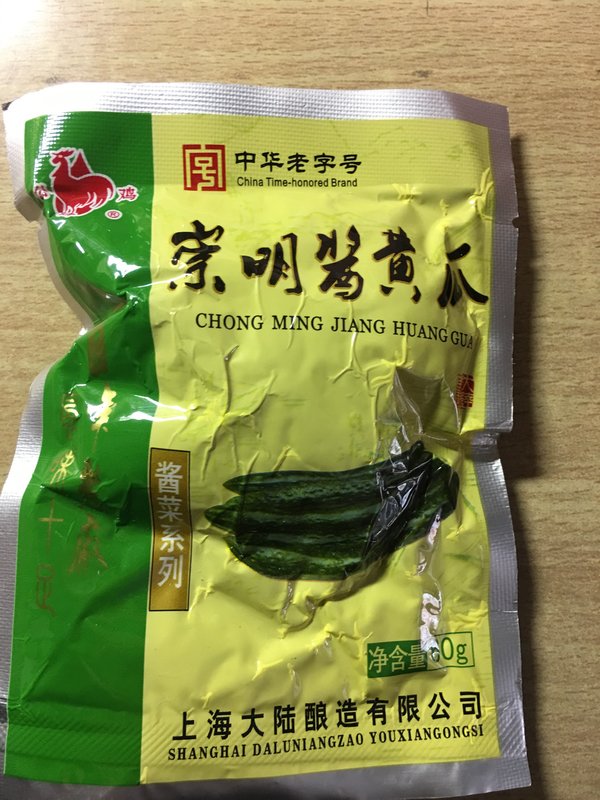 鸡
®
中华老字号
China Time-honored Brand
崇明酱黄瓜
CHONG MING JIANG HUANG GUA
酱菜系列
净含量 0g
上海大陆酿造有限公司
SHANGHAI DALUNIANGZAO YOUXIANGONGSI